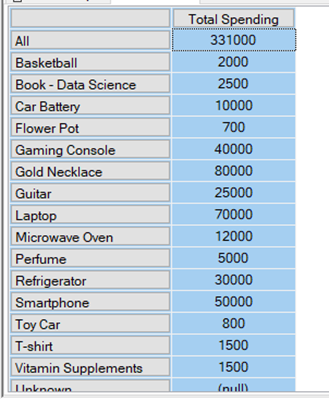 Total Spending
All 331000
Basketball 2000
Book - Data Science 2500
Car Battery 10000
Flower Pot 700
Gaming Console 40000
Gold Necklace 80000
Guitar 25000
Laptop 70000
Microwave Oven 12000
Perfume 5000
Refrigerator 30000
Smartphone 50000
Toy Car 800
T-shirt 1500
Vitamin Supplements 1500
Unknown (null)